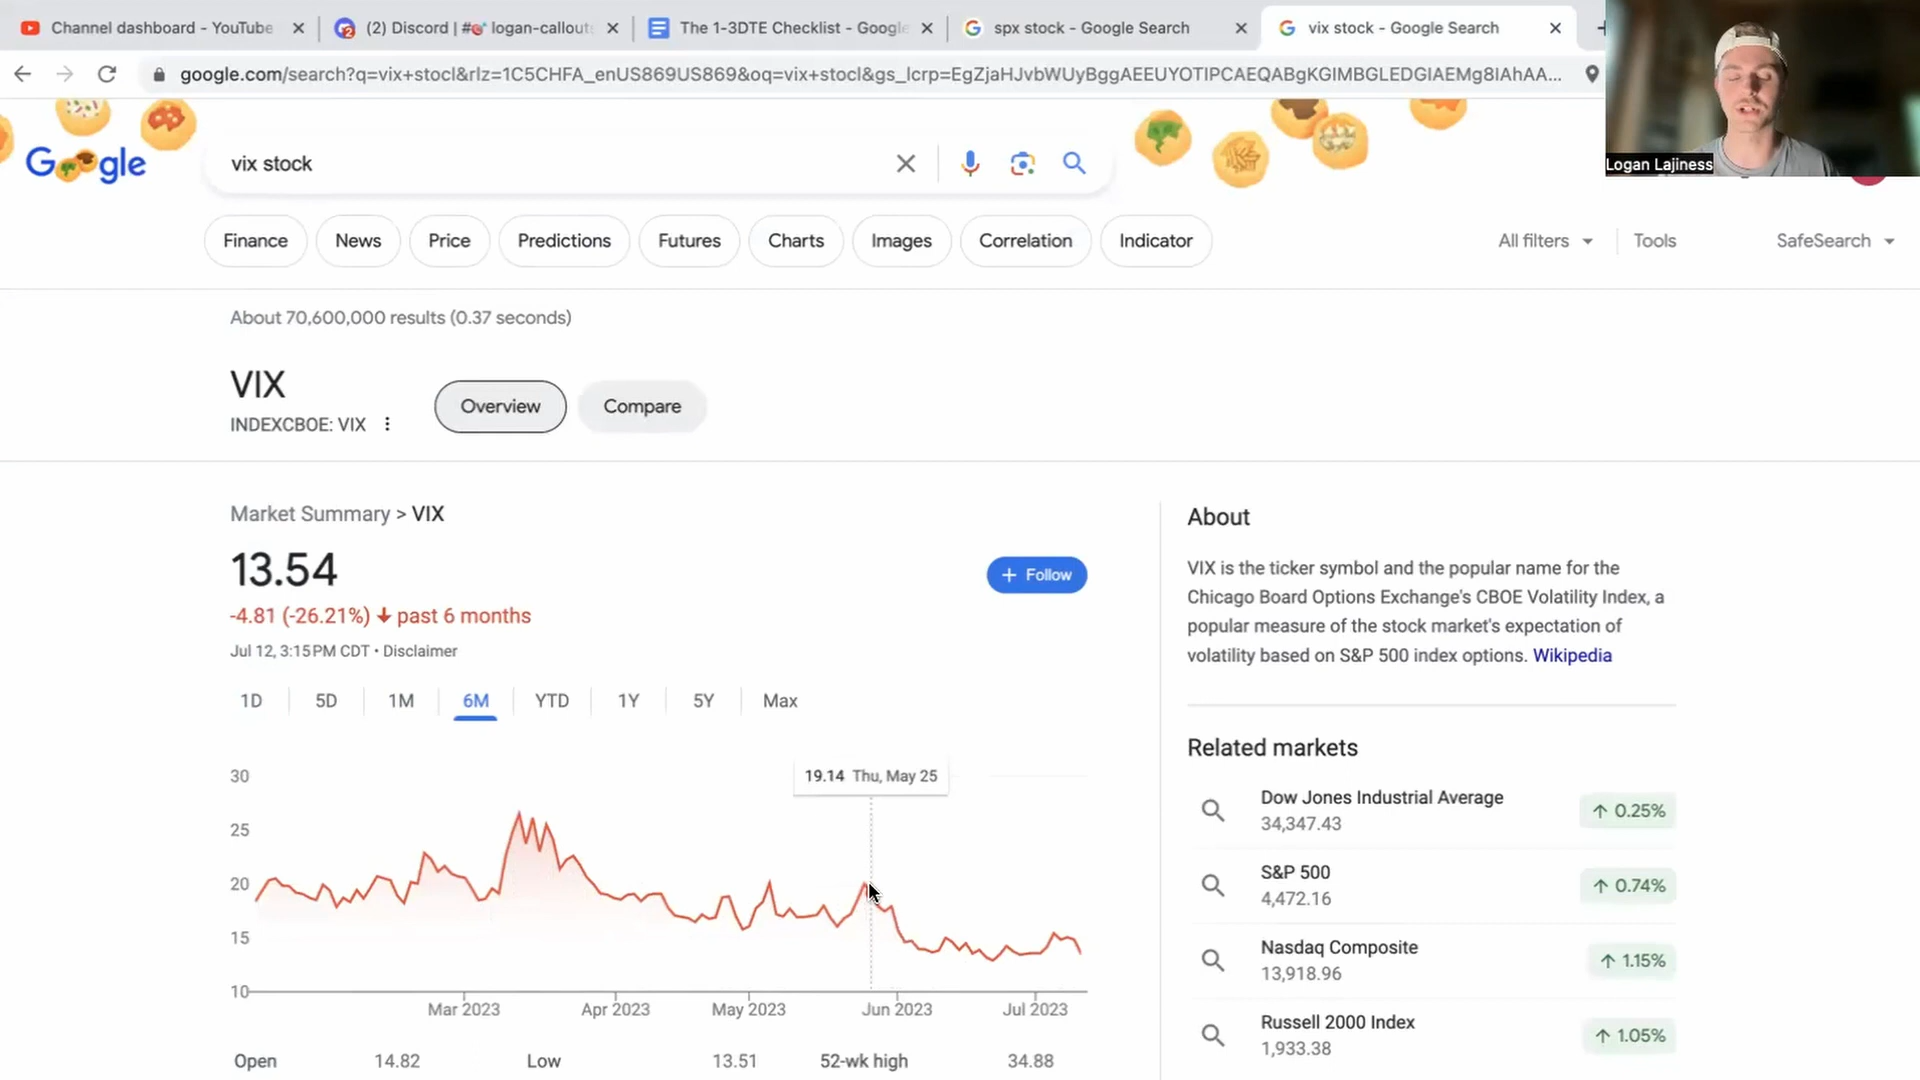 Channel dashboard - YouTube
(2) Discord | # logan-callouts
The 1-3DTE Checklist - Google
spx stock - Google Search
vix stock - Google Search
google.com/search?q=vix+stocl&rlz=1C5CHFA_enUS869US869&oq=vix+stocl&gs_lcrp=EgZjaHJvbWUyBggAEEUYOTIPCAEQABgKGIMBGLEDGIAEMg8IAhAA...
Logan Lajiness
Google
vix stock
Finance
News
Price
Predictions
Futures
Charts
Images
Correlation
Indicator
All filters
Tools
SafeSearch
About 70,600,000 results (0.37 seconds)
VIX
INDEXCBOE: VIX
Overview
Compare
Market Summary > VIX
13.54
+ Follow
-4.81 (-26.21%) ↓ past 6 months
Jul 12, 3:15 PM CDT • Disclaimer
1D
5D
1M
6M
YTD
1Y
5Y
Max
19.14 Thu, May 25
30
25
20
15
10
Mar 2023
Apr 2023
May 2023
Jun 2023
Jul 2023
Open 14.82
Low 13.51
52-wk high 34.88
About
VIX is the ticker symbol and the popular name for the
Chicago Board Options Exchange's CBOE Volatility Index, a
popular measure of the stock market's expectation of
volatility based on S&P 500 index options. Wikipedia
Related markets
Dow Jones Industrial Average
34,347.43
↑ 0.25%
S&P 500
4,472.16
↑ 0.74%
Nasdaq Composite
13,918.96
↑ 1.15%
Russell 2000 Index
1,933.38
↑ 1.05%